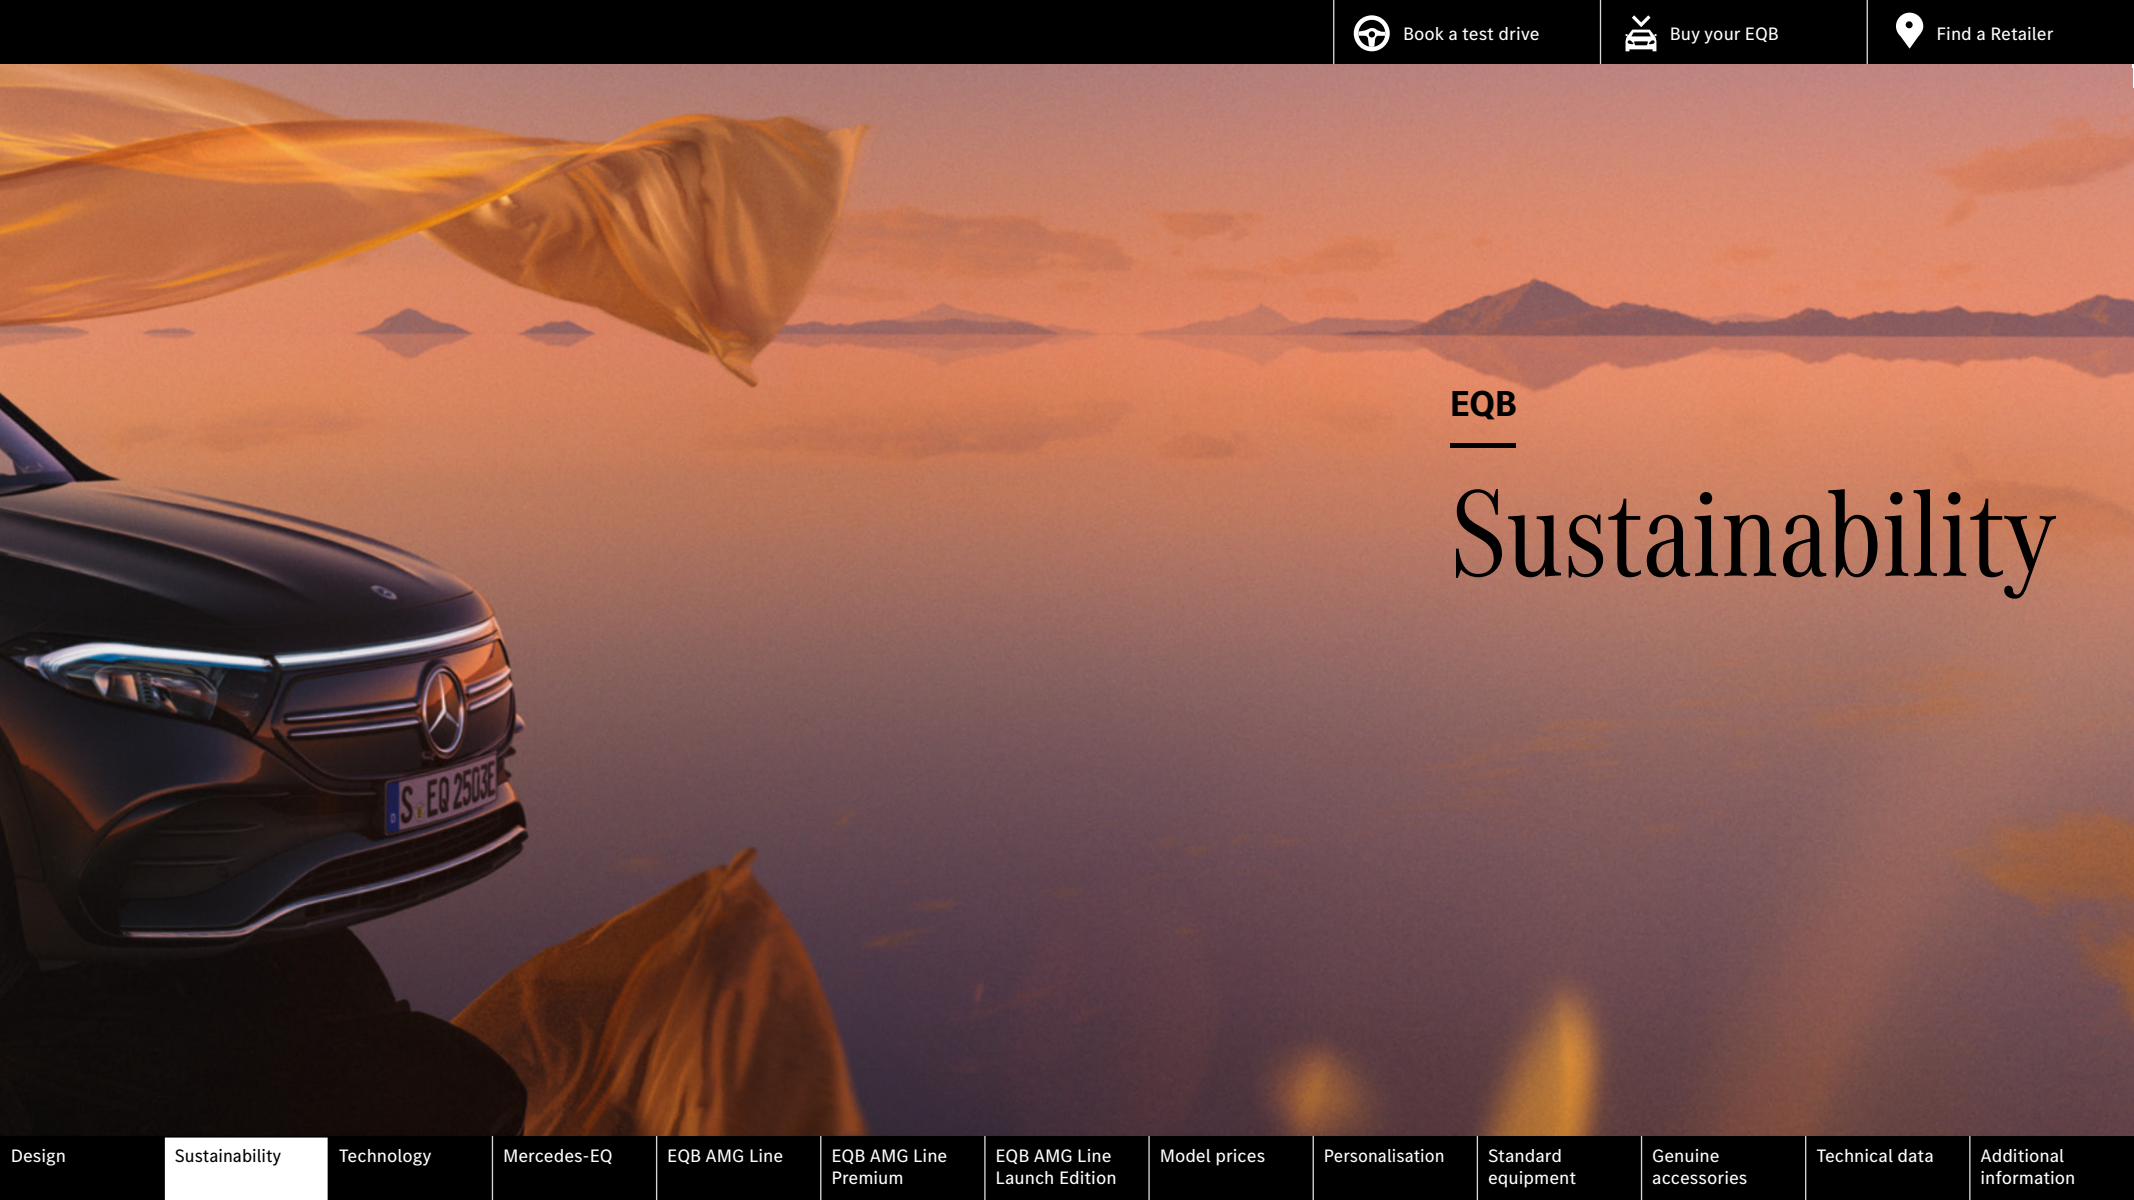 Book a test drive
Buy your EQB
Find a Retailer
EQB
Sustainability
S EQ 2503E
Design
Sustainability
Technology
Mercedes-EQ
EQB AMG Line
EQB AMG Line
Premium
EQB AMG Line
Launch Edition
Model prices
Personalisation
Standard
equipment
Genuine
accessories
Technical data
Additional
information